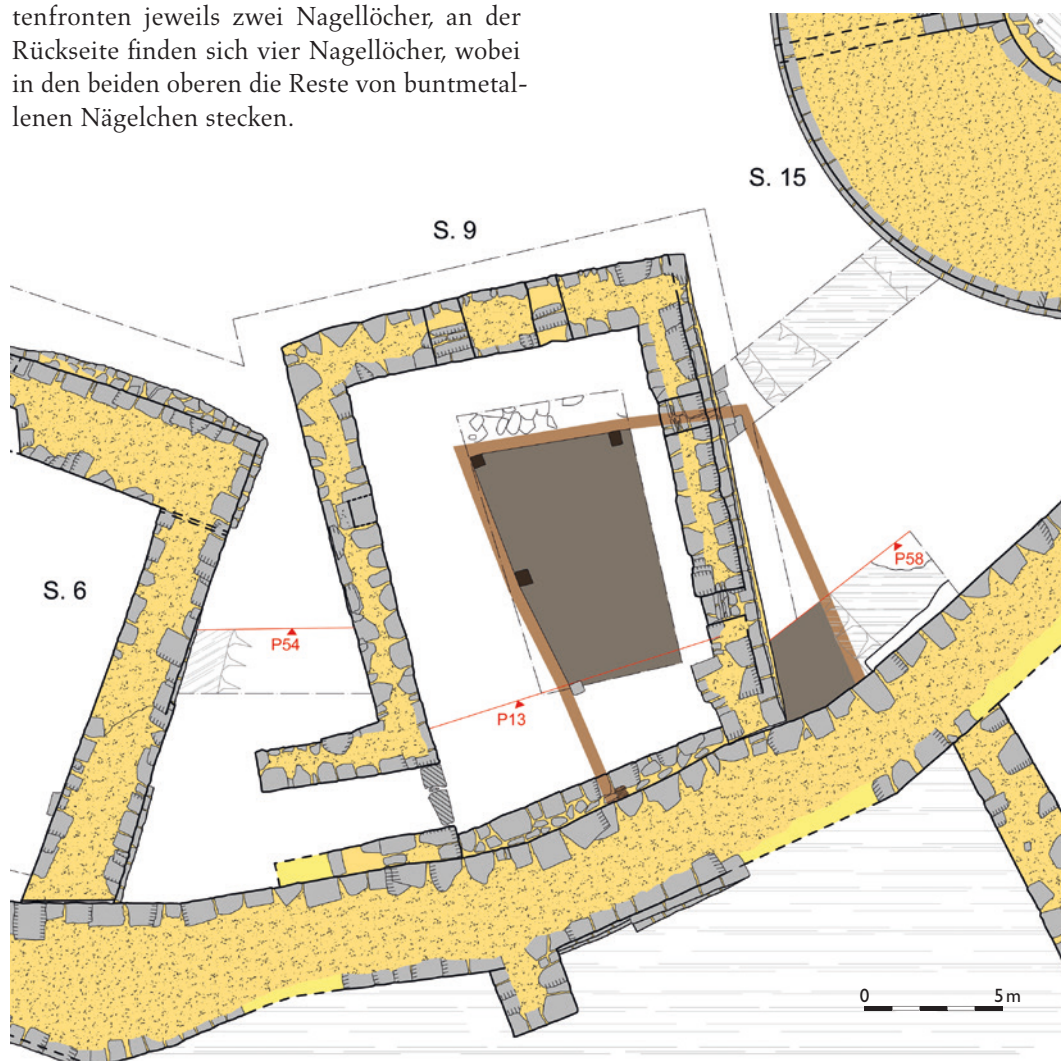 tenfronten jeweils zwei Nagellöcher, an der
Rückseite finden sich vier Nagellöcher, wobei
in den beiden oberen die Reste von buntmetal-
lenen Nägelchen stecken.
S. 15
S. 9
P58
S. 6
P54
P13
0 5 m